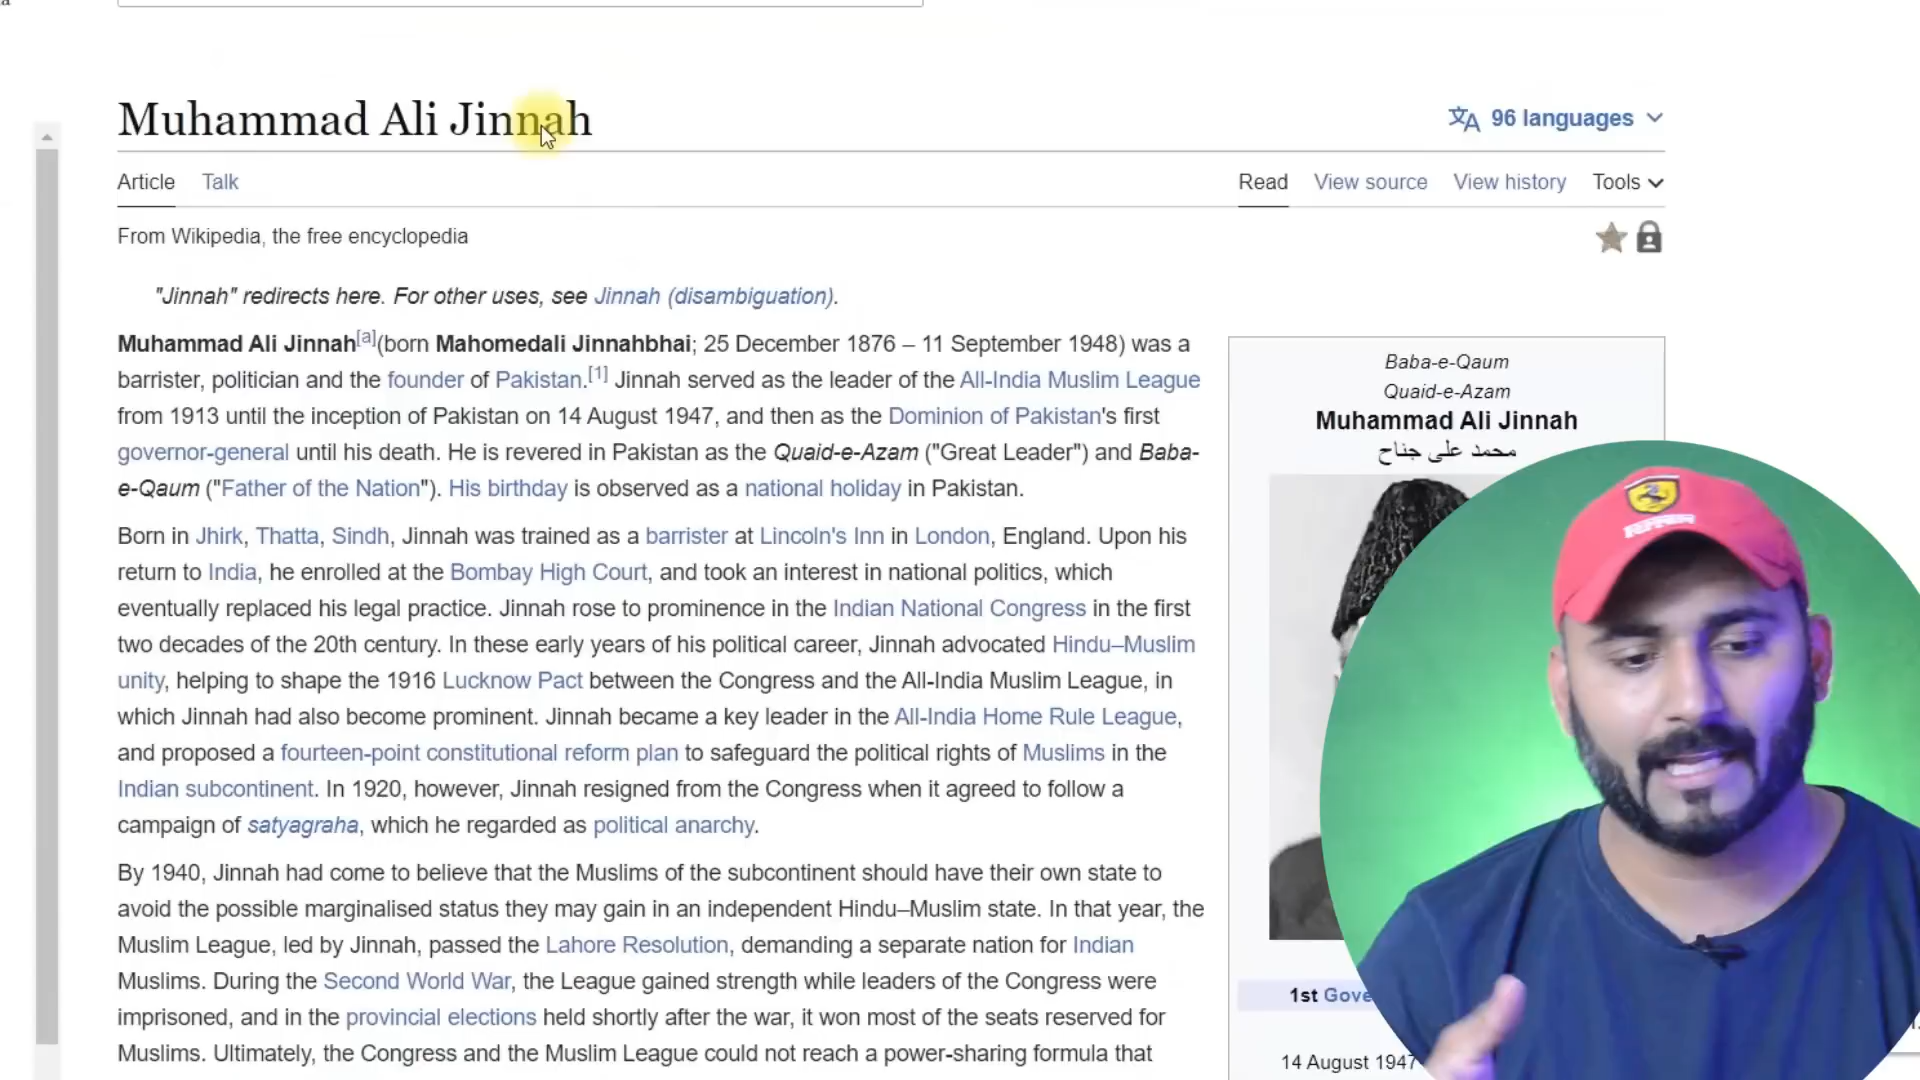 Muhammad Ali Jinnah
96 languages
Article Talk
Read View source View history Tools
From Wikipedia, the free encyclopedia
"Jinnah" redirects here. For other uses, see Jinnah (disambiguation).
Muhammad Ali Jinnah[a](born Mahomedali Jinnahbhai; 25 December 1876 – 11 September 1948) was a
barrister, politician and the founder of Pakistan.[1] Jinnah served as the leader of the All-India Muslim League
from 1913 until the inception of Pakistan on 14 August 1947, and then as the Dominion of Pakistan's first
governor-general until his death. He is revered in Pakistan as the Quaid-e-Azam ("Great Leader") and Baba-
e-Qaum ("Father of the Nation"). His birthday is observed as a national holiday in Pakistan.
Born in Jhirk, Thatta, Sindh, Jinnah was trained as a barrister at Lincoln's Inn in London, England. Upon his
return to India, he enrolled at the Bombay High Court, and took an interest in national politics, which
eventually replaced his legal practice. Jinnah rose to prominence in the Indian National Congress in the first
two decades of the 20th century. In these early years of his political career, Jinnah advocated Hindu–Muslim
unity, helping to shape the 1916 Lucknow Pact between the Congress and the All-India Muslim League, in
which Jinnah had also become prominent. Jinnah became a key leader in the All-India Home Rule League,
and proposed a fourteen-point constitutional reform plan to safeguard the political rights of Muslims in the
Indian subcontinent. In 1920, however, Jinnah resigned from the Congress when it agreed to follow a
campaign of satyagraha, which he regarded as political anarchy.
By 1940, Jinnah had come to believe that the Muslims of the subcontinent should have their own state to
avoid the possible marginalised status they may gain in an independent Hindu–Muslim state. In that year, the
Muslim League, led by Jinnah, passed the Lahore Resolution, demanding a separate nation for Indian
Muslims. During the Second World War, the League gained strength while leaders of the Congress were
imprisoned, and in the provincial elections held shortly after the war, it won most of the seats reserved for
Muslims. Ultimately, the Congress and the Muslim League could not reach a power-sharing formula that
Baba-e-Qaum
Quaid-e-Azam
Muhammad Ali Jinnah
محمد علی جناح
1st Gove
14 August 1947
FERRARI